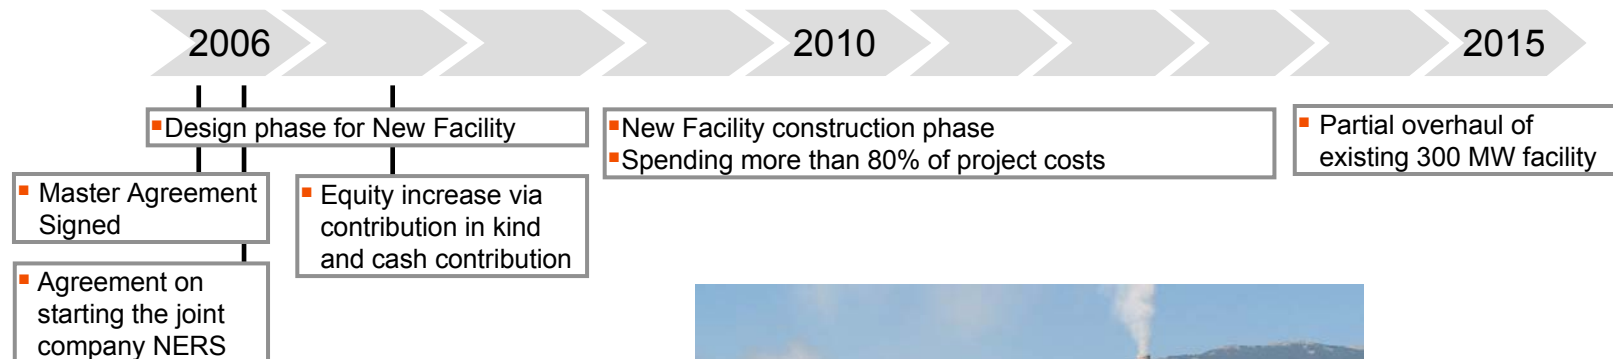 2006 2010 2015
▪Design phase for New Facility
▪New Facility construction phase
▪Spending more than 80% of project costs
▪ Partial overhaul of
existing 300 MW facility
▪ Master Agreement
Signed
▪ Equity increase via
contribution in kind
and cash contribution
▪ Agreement on
starting the joint
company NERS